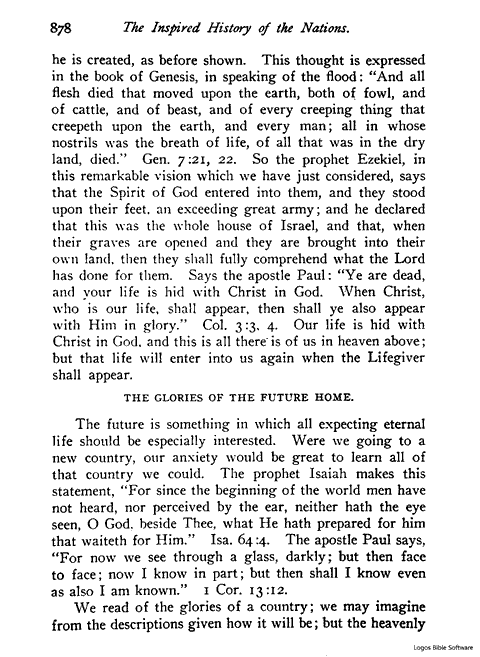 878 The Inspired History of the Nations.
he is created, as before shown. This thought is expressed
in the book of Genesis, in speaking of the flood: “And all
flesh died that moved upon the earth, both of fowl, and
of cattle, and of beast, and of every creeping thing that
creepeth upon the earth, and every man; all in whose
nostrils was the breath of life, of all that was in the dry
land, died.” Gen. 7:21, 22. So the prophet Ezekiel, in
this remarkable vision which we have just considered, says
that the Spirit of God entered into them, and they stood
upon their feet, an exceeding great army; and he declared
that this was the whole house of Israel, and that, when
their graves are opened and they are brought into their
own land, then they shall fully comprehend what the Lord
has done for them. Says the apostle Paul: “Ye are dead,
and your life is hid with Christ in God. When Christ,
who is our life, shall appear, then shall ye also appear
with Him in glory.” Col. 3:3, 4. Our life is hid with
Christ in God, and this is all there is of us in heaven above;
but that life will enter into us again when the Lifegiver
shall appear.
THE GLORIES OF THE FUTURE HOME.
The future is something in which all expecting eternal
life should be especially interested. Were we going to a
new country, our anxiety would be great to learn all of
that country we could. The prophet Isaiah makes this
statement, “For since the beginning of the world men have
not heard, nor perceived by the ear, neither hath the eye
seen, O God, beside Thee, what He hath prepared for him
that waiteth for Him.” Isa. 64:4. The apostle Paul says,
“For now we see through a glass, darkly; but then face
to face; now I know in part; but then shall I know even
as also I am known.” 1 Cor. 13:12.
We read of the glories of a country; we may imagine
from the descriptions given how it will be; but the heavenly
Logos Bible Software